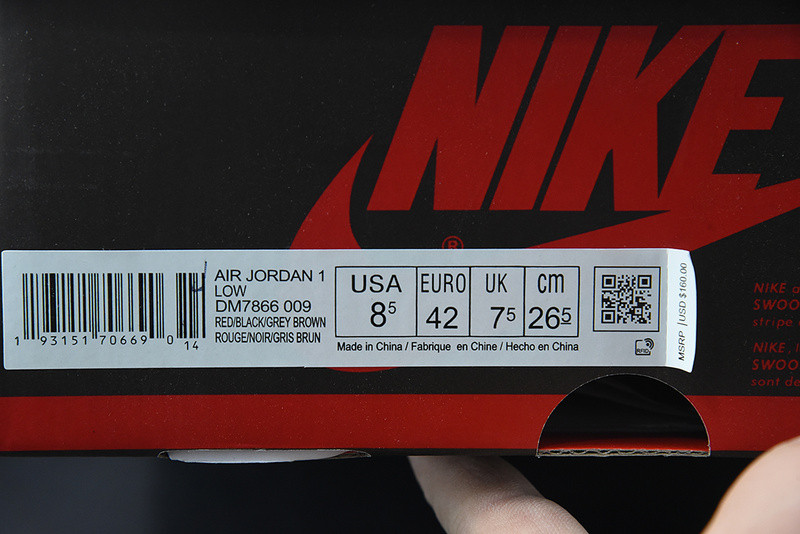 NIKE
®
AIR JORDAN 1
LOW
DM7866 009
RED/BLACK/GREY BROWN
ROUGE/NOIR/GRIS BRUN
1 93151 70669 0 14
USA EURO UK cm
8⁵ 42 7⁵ 26⁵
Made in China / Fabriqué en Chine / Hecho en China
RFID
MSRP | USD $160.00
NIKE a
SWOO
stripe
NIKE, l
SWOO
sont de